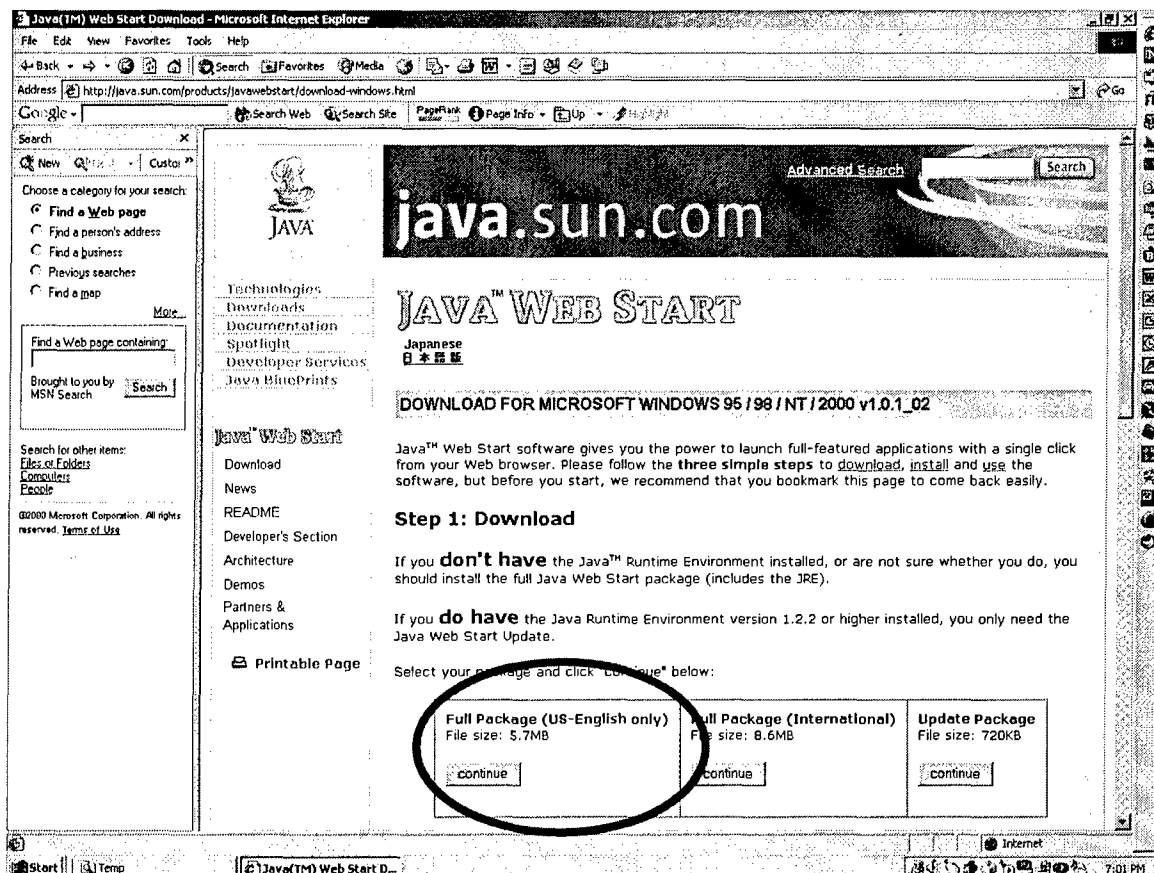 Java(TM) Web Start Download - Microsoft Internet Explorer
File Edit View Favorites Tools Help
Back Search Favorites Media
Address http://java.sun.com/products/javawebstart/download-windows.html Go
Google Search Web Search Site PageRank Page Info Up Highlight
Search
New Custor
Choose a category for your search:
Find a Web page
Find a person's address
Find a business
Previous searches
Find a map
More...
Find a Web page containing:
Brought to you by
MSN Search
Search
Search for other items:
Files or Folders
Computers
People
©2000 Microsoft Corporation. All rights
reserved. Terms of Use
JAVA
Technologies
Downloads
Documentation
Spotlight
Developer Services
Java BluePrints
Java™ Web Start
Download
News
README
Developer's Section
Architecture
Demos
Partners &
Applications
Printable Page
Advanced Search Search
java.sun.com
JAVA™ WEB START
Japanese
日本語版
DOWNLOAD FOR MICROSOFT WINDOWS 95 / 98 / NT / 2000 v1.0.1_02
Java™ Web Start software gives you the power to launch full-featured applications with a single click
from your Web browser. Please follow the three simple steps to download, install and use the
software, but before you start, we recommend that you bookmark this page to come back easily.
Step 1: Download
If you don't have the Java™ Runtime Environment installed, or are not sure whether you do, you
should install the full Java Web Start package (includes the JRE).
If you do have the Java Runtime Environment version 1.2.2 or higher installed, you only need the
Java Web Start Update.
Select your package and click "continue" below:
Full Package (US-English only)
File size: 5.7MB
continue
Full Package (International)
File size: 8.6MB
continue
Update Package
File size: 720KB
continue
Internet
Start Temp Java(TM) Web Start D... 7:01 PM